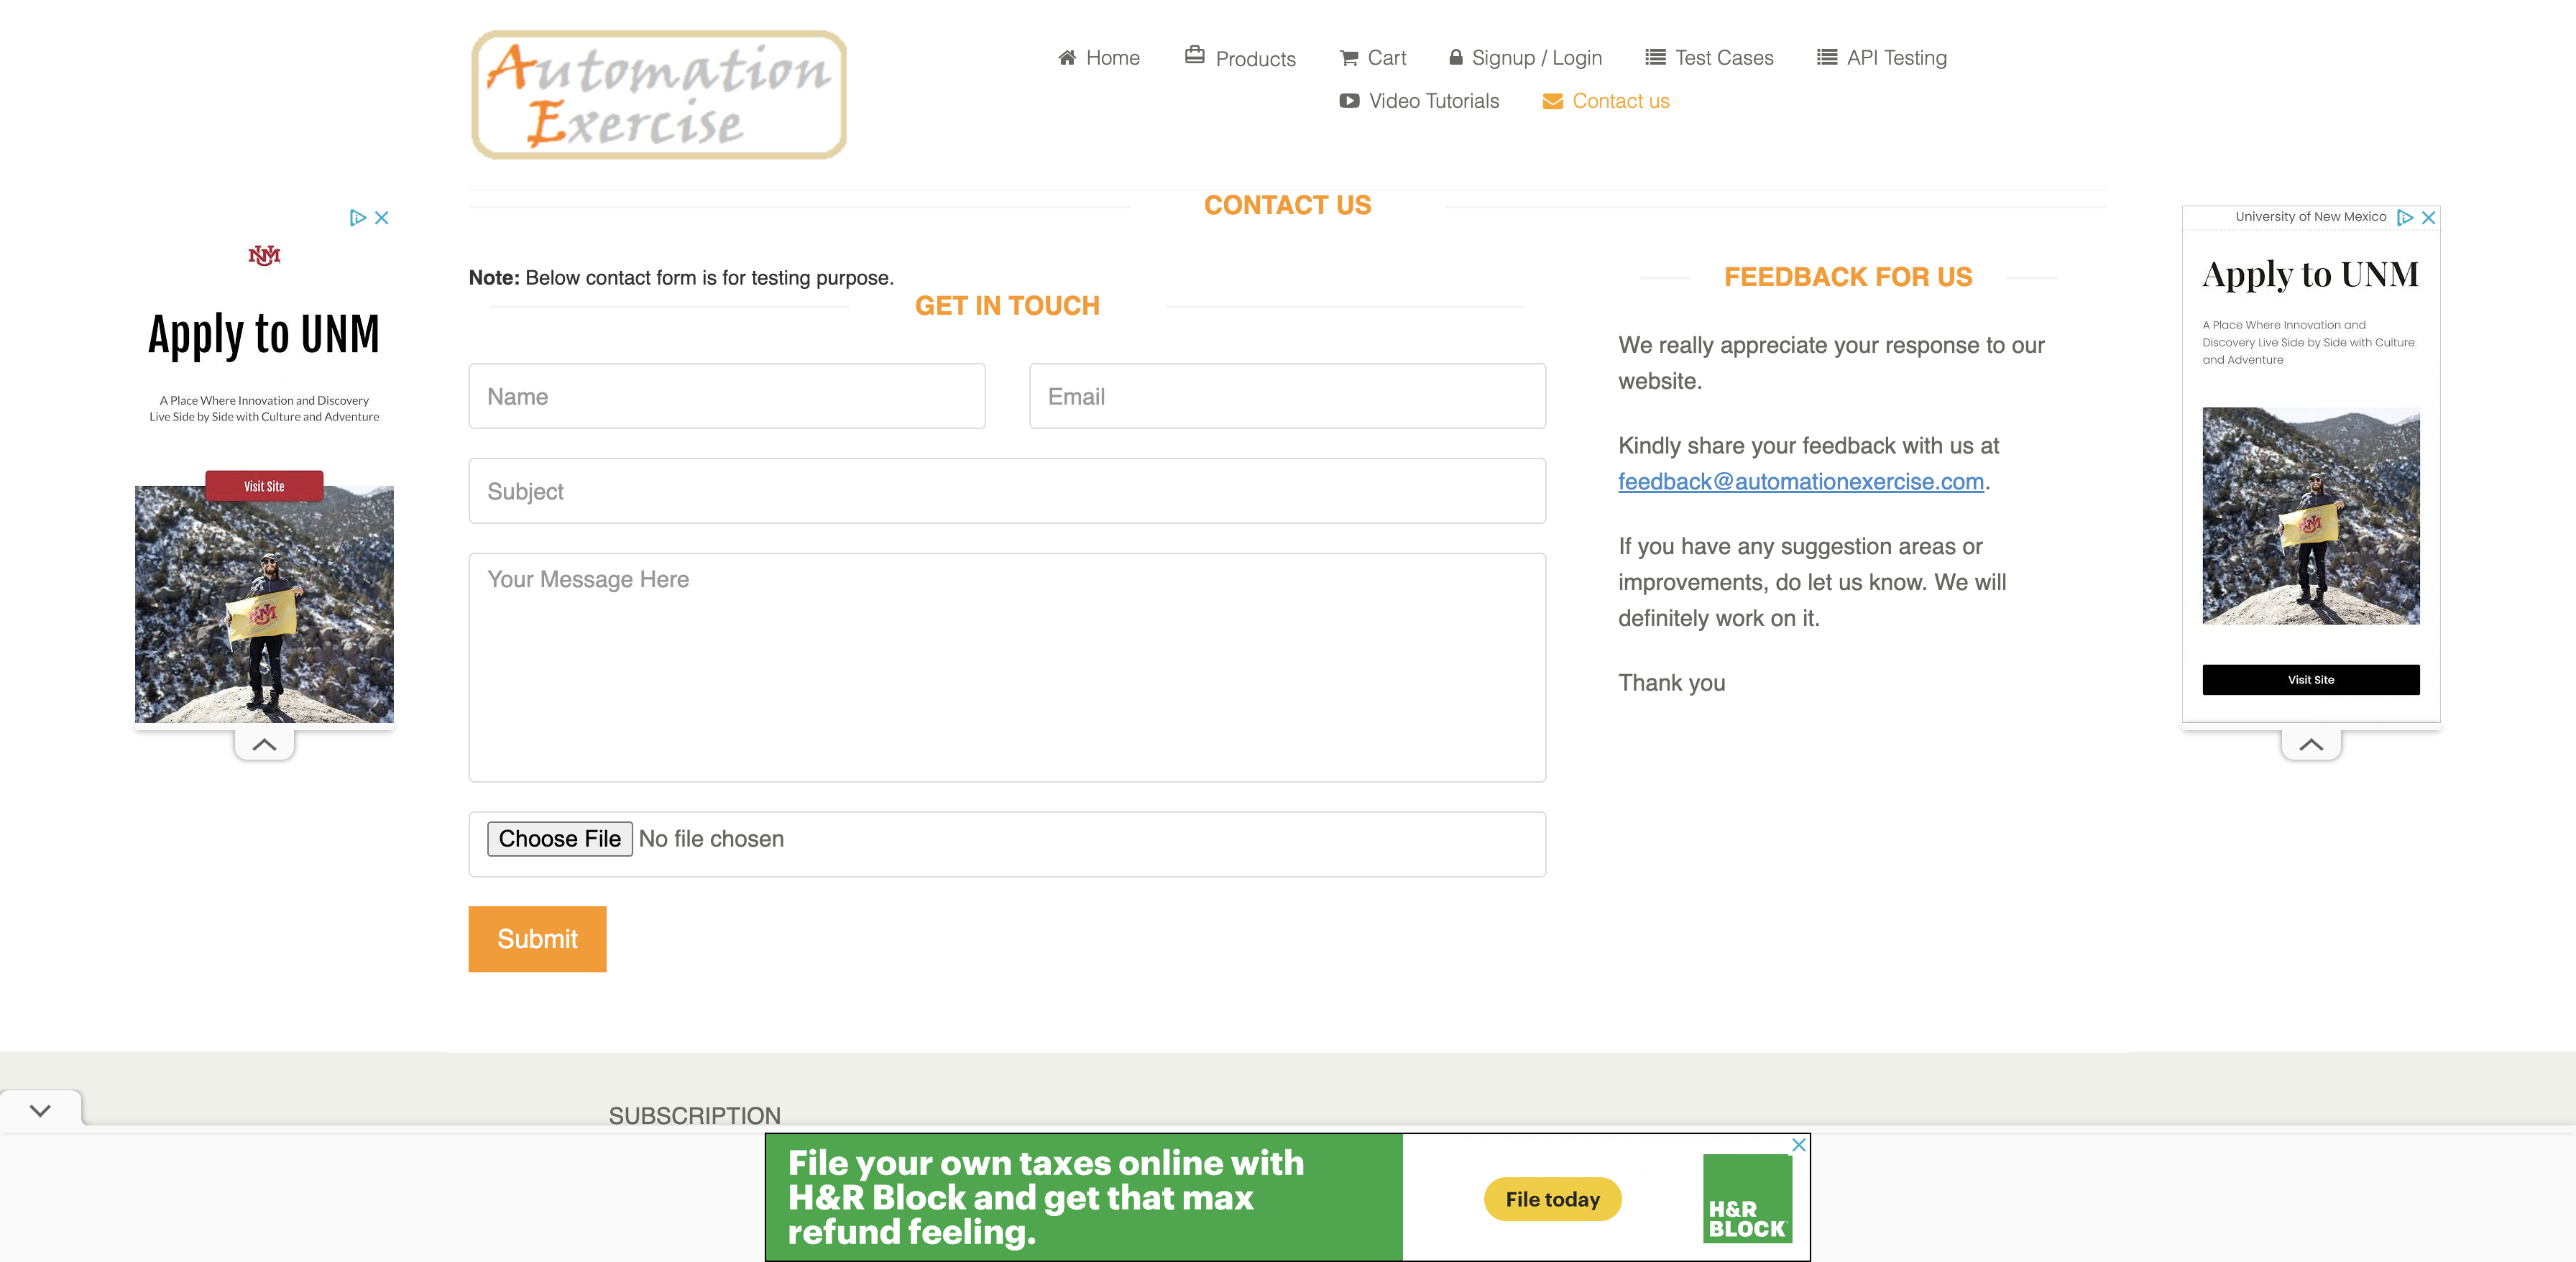 Automation
Exercise
Home Products Cart Signup / Login Test Cases API Testing
Video Tutorials Contact us
CONTACT US
NM
Apply to UNM
A Place Where Innovation and Discovery
Live Side by Side with Culture and Adventure
Visit Site
Note: Below contact form is for testing purpose.
GET IN TOUCH
Name Email
Subject
Your Message Here
Choose File No file chosen
Submit
FEEDBACK FOR US
We really appreciate your response to our
website.
Kindly share your feedback with us at
feedback@automationexercise.com.
If you have any suggestion areas or
improvements, do let us know. We will
definitely work on it.
Thank you
University of New Mexico
Apply to UNM
A Place Where Innovation and
Discovery Live Side by Side with Culture
and Adventure
Visit Site
SUBSCRIPTION
File your own taxes online with
H&R Block and get that max
refund feeling.
File today
H&R
BLOCK